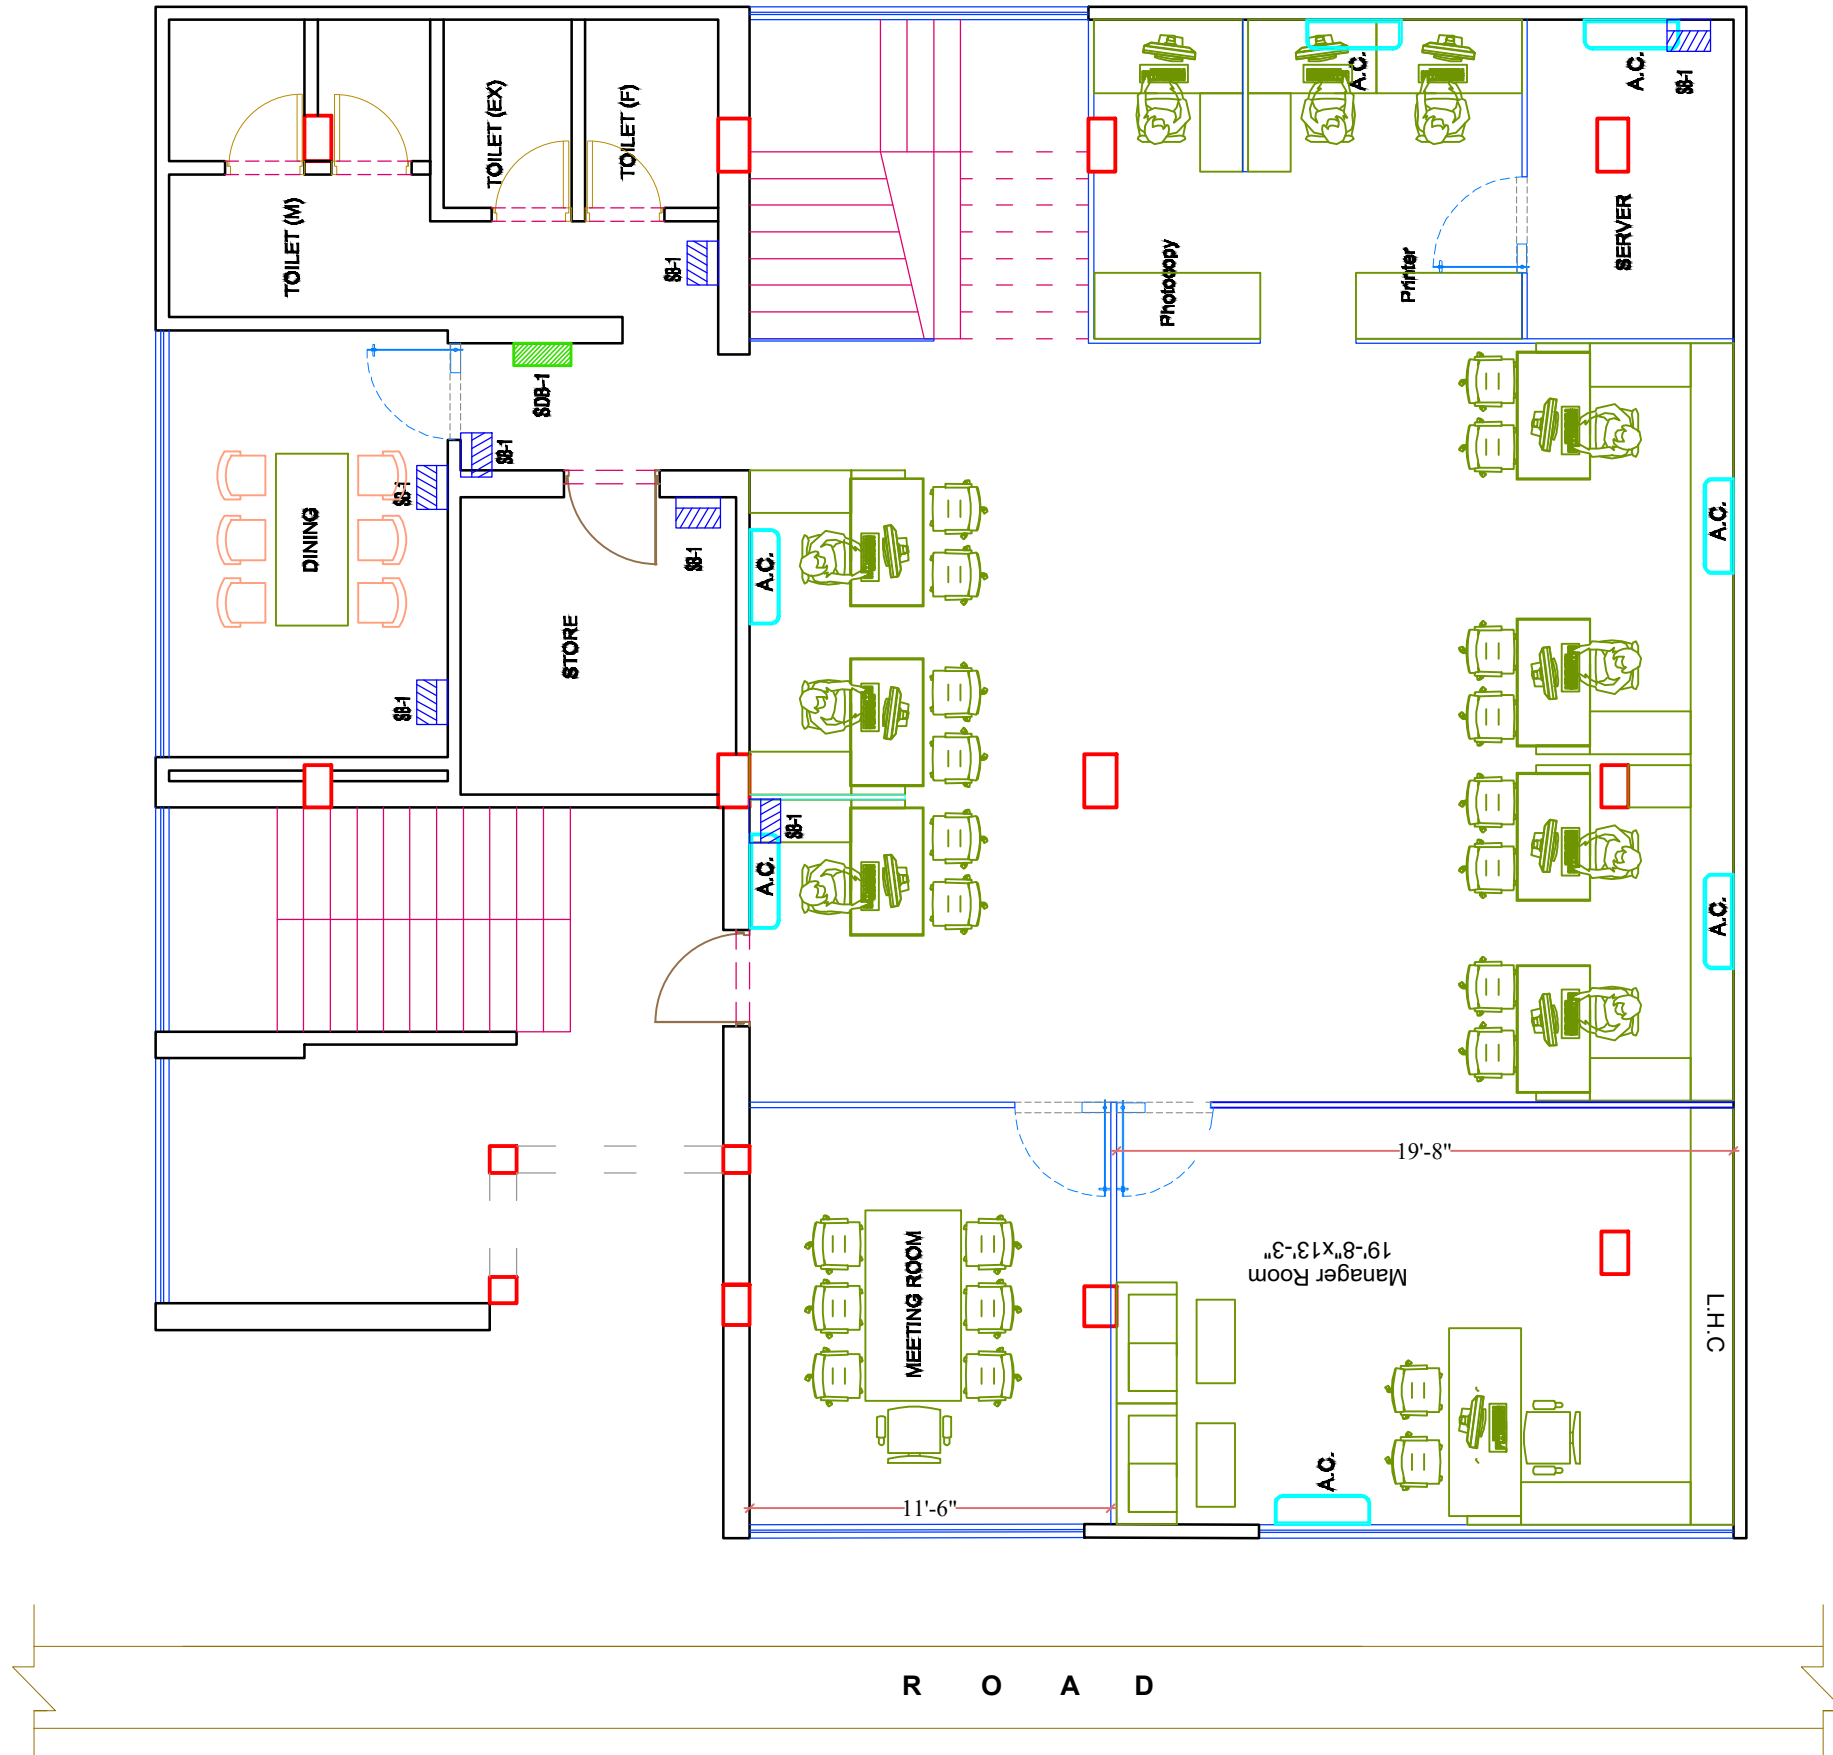 TOILET (EX)
TOILET (F)
TOILET (M)
A.C.
A.C.
SB-1
SB-1
SERVER
Photocopy
Printer
SDB-1
SB-1
SB-1
DINING
SB-1
STORE
SB-1
A.C.
A.C.
SB-1
A.C.
A.C.
19'-8"
Manager Room
19'-8"x13'-3"
MEETING ROOM
L.H.C
A.C.
11'-6"
R O A D